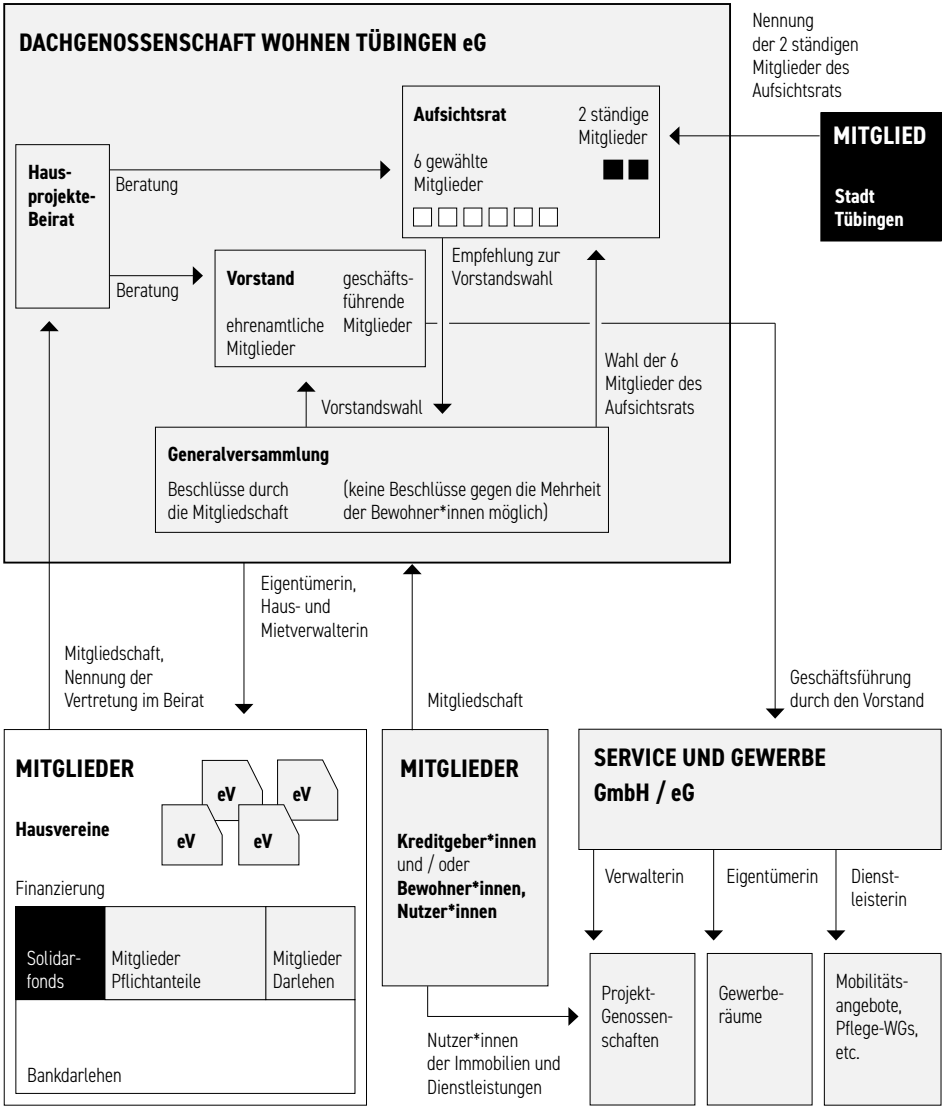 DACHGENOSSENSCHAFT WOHNEN TÜBINGEN eG
Nennung
der 2 ständigen
Mitglieder des
Aufsichtsrats
MITGLIED
Stadt
Tübingen
Aufsichtsrat
2 ständige
Mitglieder
6 gewählte
Mitglieder
Haus-
projekte-
Beirat
Beratung
Beratung
Vorstand
geschäfts-
führende
Mitglieder
ehrenamtliche
Mitglieder
Empfehlung zur
Vorstandswahl
Wahl der 6
Mitglieder des
Aufsichtsrats
Vorstandswahl
Generalversammlung
Beschlüsse durch
die Mitgliedschaft
(keine Beschlüsse gegen die Mehrheit
der Bewohner*innen möglich)
Eigentümerin,
Haus- und
Mietverwalterin
Mitgliedschaft,
Nennung der
Vertretung im Beirat
Mitgliedschaft
Geschäftsführung
durch den Vorstand
MITGLIEDER
Hausvereine
eV
eV
eV
eV
Finanzierung
Solidar-
fonds
Mitglieder
Pflichtanteile
Mitglieder
Darlehen
Bankdarlehen
MITGLIEDER
Kreditgeber*innen
und / oder
Bewohner*innen,
Nutzer*innen
Nutzer*innen
der Immobilien und
Dienstleistungen
SERVICE UND GEWERBE
GmbH / eG
Verwalterin
Eigentümerin
Dienst-
leisterin
Projekt-
Genossen-
schaften
Gewerbe-
räume
Mobilitäts-
angebote,
Pflege-WGs,
etc.